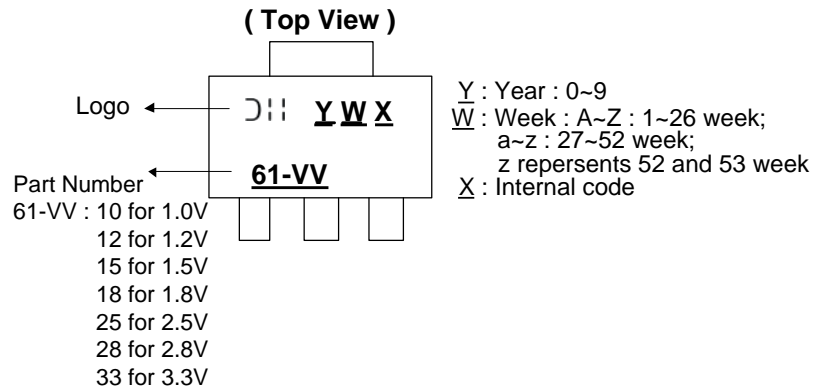 ( Top View )
Logo
Y W X
61-VV
Y : Year : 0~9
W : Week : A~Z : 1~26 week;
a~z : 27~52 week;
z repersents 52 and 53 week
X : Internal code
Part Number
61-VV : 10 for 1.0V
12 for 1.2V
15 for 1.5V
18 for 1.8V
25 for 2.5V
28 for 2.8V
33 for 3.3V